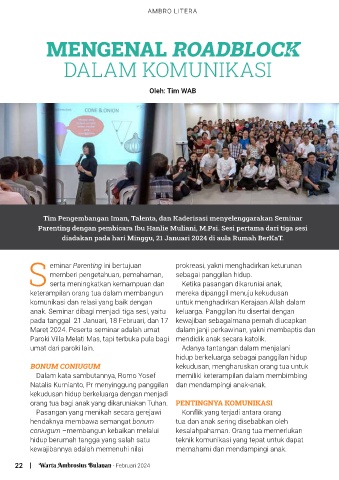 AMBRO LITERA
MENGENAL ROADBLOCK
DALAM KOMUNIKASI
Oleh: Tim WAB
CONE & ONION
Tim Pengembangan Iman, Talenta, dan Kaderisasi menyelenggarakan Seminar
Parenting dengan pembicara Ibu Hanlie Muliani, M.Psi. Sesi pertama dari tiga sesi
diadakan pada hari Minggu, 21 Januari 2024 di aula Rumah BerKaT.
Seminar Parenting ini bertujuan
memberi pengetahuan, pemahaman,
serta meningkatkan kemampuan dan
keterampilan orang tua dalam membangun
komunikasi dan relasi yang baik dengan
anak. Seminar dibagi menjadi tiga sesi, yaitu
pada tanggal 21 Januari, 18 Februari, dan 17
Maret 2024. Peserta seminar adalah umat
Paroki Villa Melati Mas, tapi terbuka pula bagi
umat dari paroki lain.
BONUM CONIUGUM
Dalam kata sambutannya, Romo Yosef
Natalis Kurnianto, Pr menyinggung panggilan
kekudusan hidup berkeluarga dengan menjadi
orang tua bagi anak yang dikaruniakan Tuhan.
Pasangan yang menikah secara gerejawi
hendaknya membawa semangat bonum
coniugum –membangun kebaikan melalui
hidup berumah tangga yang salah satu
kewajibannya adalah memenuhi nilai
prokreasi, yakni menghadirkan keturunan
sebagai panggilan hidup.
Ketika pasangan dikaruniai anak,
mereka dipanggil menuju kekudusan
untuk menghadirkan Kerajaan Allah dalam
keluarga. Panggilan itu disertai dengan
kewajiban sebagaimana pernah diucapkan
dalam janji perkawinan, yakni membaptis dan
mendidik anak secara katolik.
Adanya tantangan dalam menjalani
hidup berkeluarga sebagai panggilan hidup
kekudusan, mengharuskan orang tua untuk
memiliki keterampilan dalam membimbing
dan mendampingi anak-anak.
PENTINGNYA KOMUNIKASI
Konflik yang terjadi antara orang
tua dan anak sering disebabkan oleh
kesalahpahaman. Orang tua memerlukan
teknik komunikasi yang tepat untuk dapat
memahami dan mendampingi anak.
22 | Warta Ambrosius Bulanan - Februari 2024